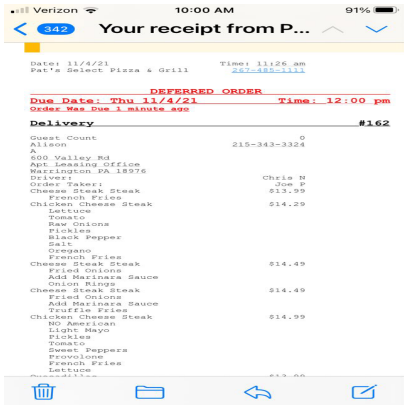 Verizon 10:00 AM 91%
342 Your receipt from P...
Date: 11/4/21 Time: 11:26 am
Pat's Select Pizza & Grill 267-485-1111
DEFERRED ORDER
Due Date: Thu 11/4/21 Time: 12:00 pm
Order Was Due 1 minute ago
Delivery #162
Guest Count 0
Alison 215-343-3324
A
600 Valley Rd
Apt Leasing Office
Warrington PA 18976
Driver: Chris N
Order Taker: Joe P
Cheese Steak Steak $13.99
French Fries
Chicken Cheese Steak $14.29
Lettuce
Tomato
Raw Onions
Pickles
Black Pepper
Salt
Oregano
French Fries
Cheese Steak Steak $14.49
Fried Onions
Add Marinara Sauce
Onion Rings
Cheese Steak Steak $14.49
Fried Onions
Add Marinara Sauce
Truffle Fries
Chicken Cheese Steak $14.99
NO American
Light Mayo
Pickles
Tomato
Sweet Peppers
Provolone
French Fries
Lettuce